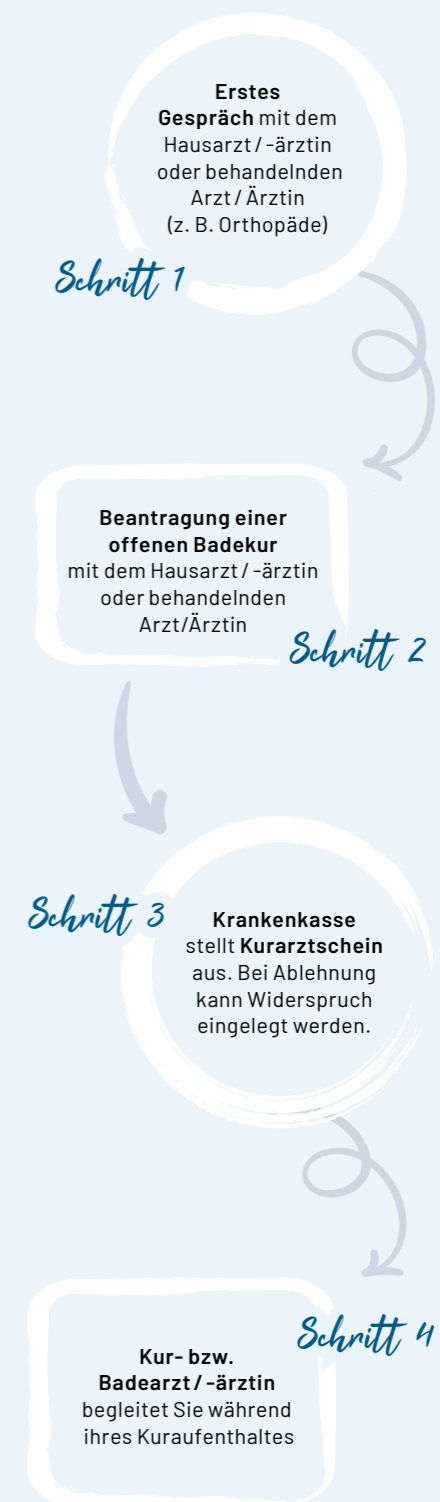 Erstes
Gespräch mit dem
Hausarzt / -ärztin
oder behandelnden
Arzt / Ärztin
(z. B. Orthopäde)
Schritt 1
Beantragung einer
offenen Badekur
mit dem Hausarzt / -ärztin
oder behandelnden
Arzt/Ärztin
Schritt 2
Schritt 3
Krankenkasse
stellt Kurarztschein
aus. Bei Ablehnung
kann Widerspruch
eingelegt werden.
Schritt 4
Kur- bzw.
Badearzt / -ärztin
begleitet Sie während
ihres Kuraufenthaltes